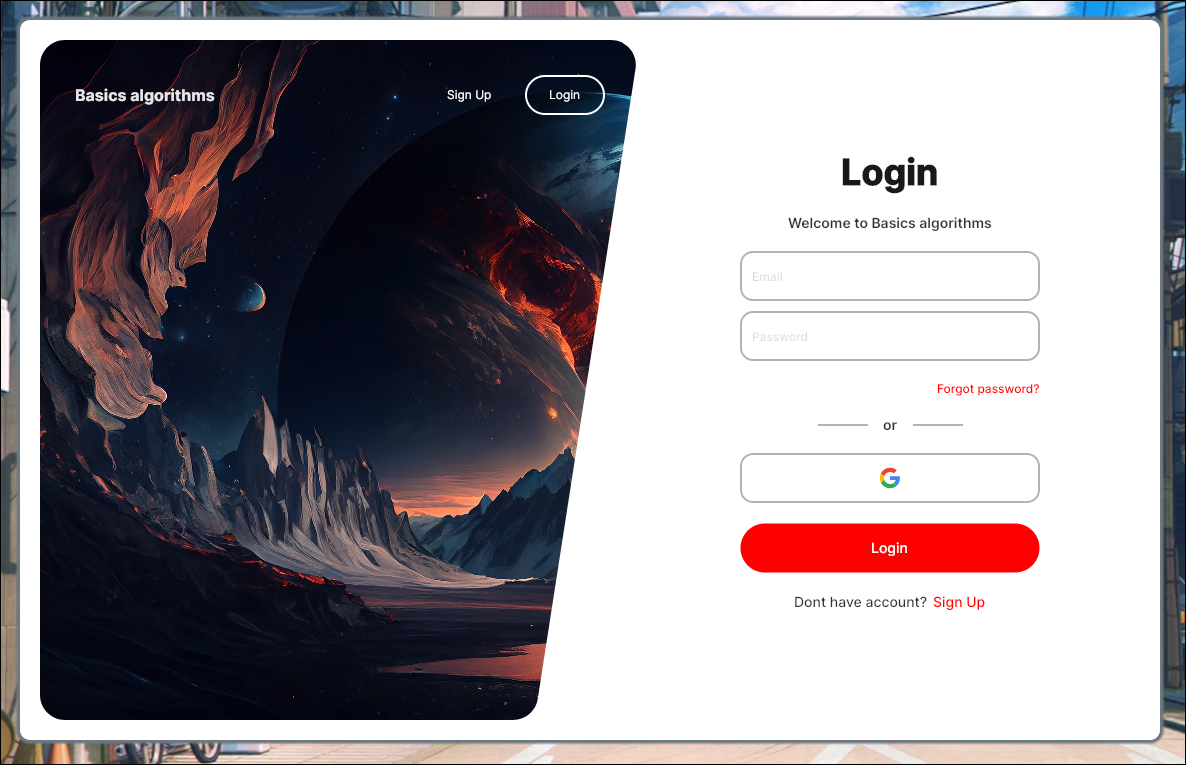 Basics algorithms
Sign Up
Login
Login
Welcome to Basics algorithms
Email
Password
Forgot password?
or
Login
Dont have account? Sign Up